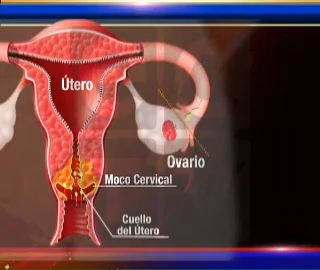 Útero
Ovario
Moco Cervical
Cuello
del Útero